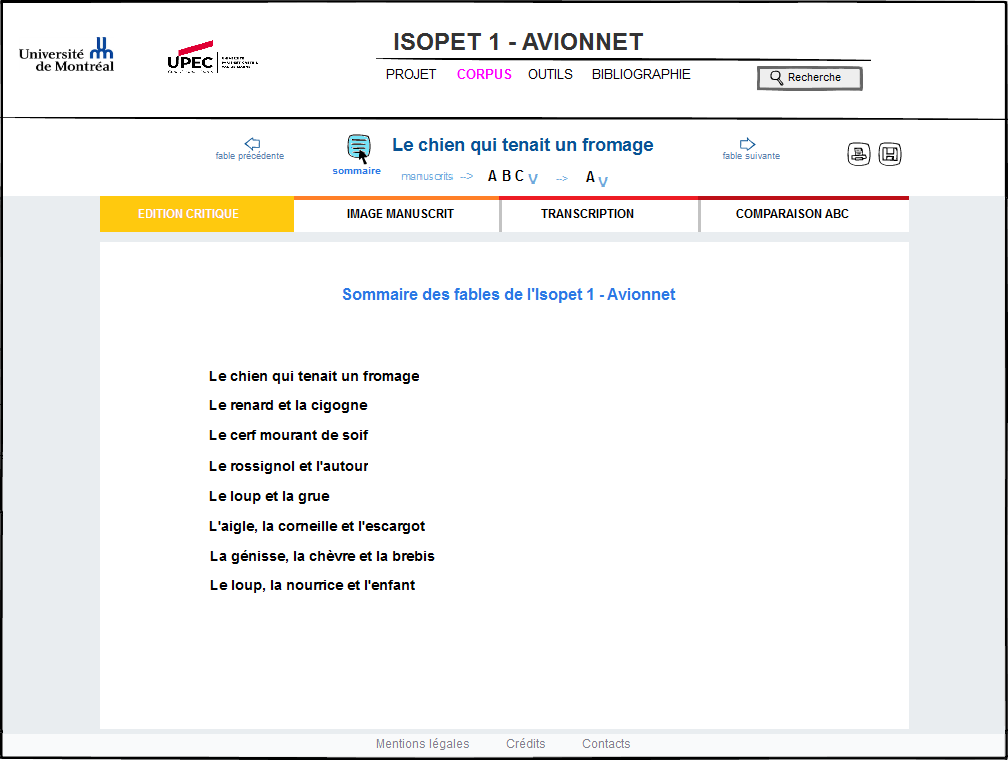 Université
de Montréal
UPEC
ISOPET 1 - AVIONNET
PROJET CORPUS OUTILS BIBLIOGRAPHIE
Recherche
fable précédente
sommaire
Le chien qui tenait un fromage
manuscrits --> A B C V --> A V
fable suivante
EDITION CRITIQUE IMAGE MANUSCRIT TRANSCRIPTION COMPARAISON ABC
Sommaire des fables de l'Isopet 1 - Avionnet
Le chien qui tenait un fromage
Le renard et la cigogne
Le cerf mourant de soif
Le rossignol et l'autour
Le loup et la grue
L'aigle, la corneille et l'escargot
La génisse, la chèvre et la brebis
Le loup, la nourrice et l'enfant
Mentions légales Crédits Contacts